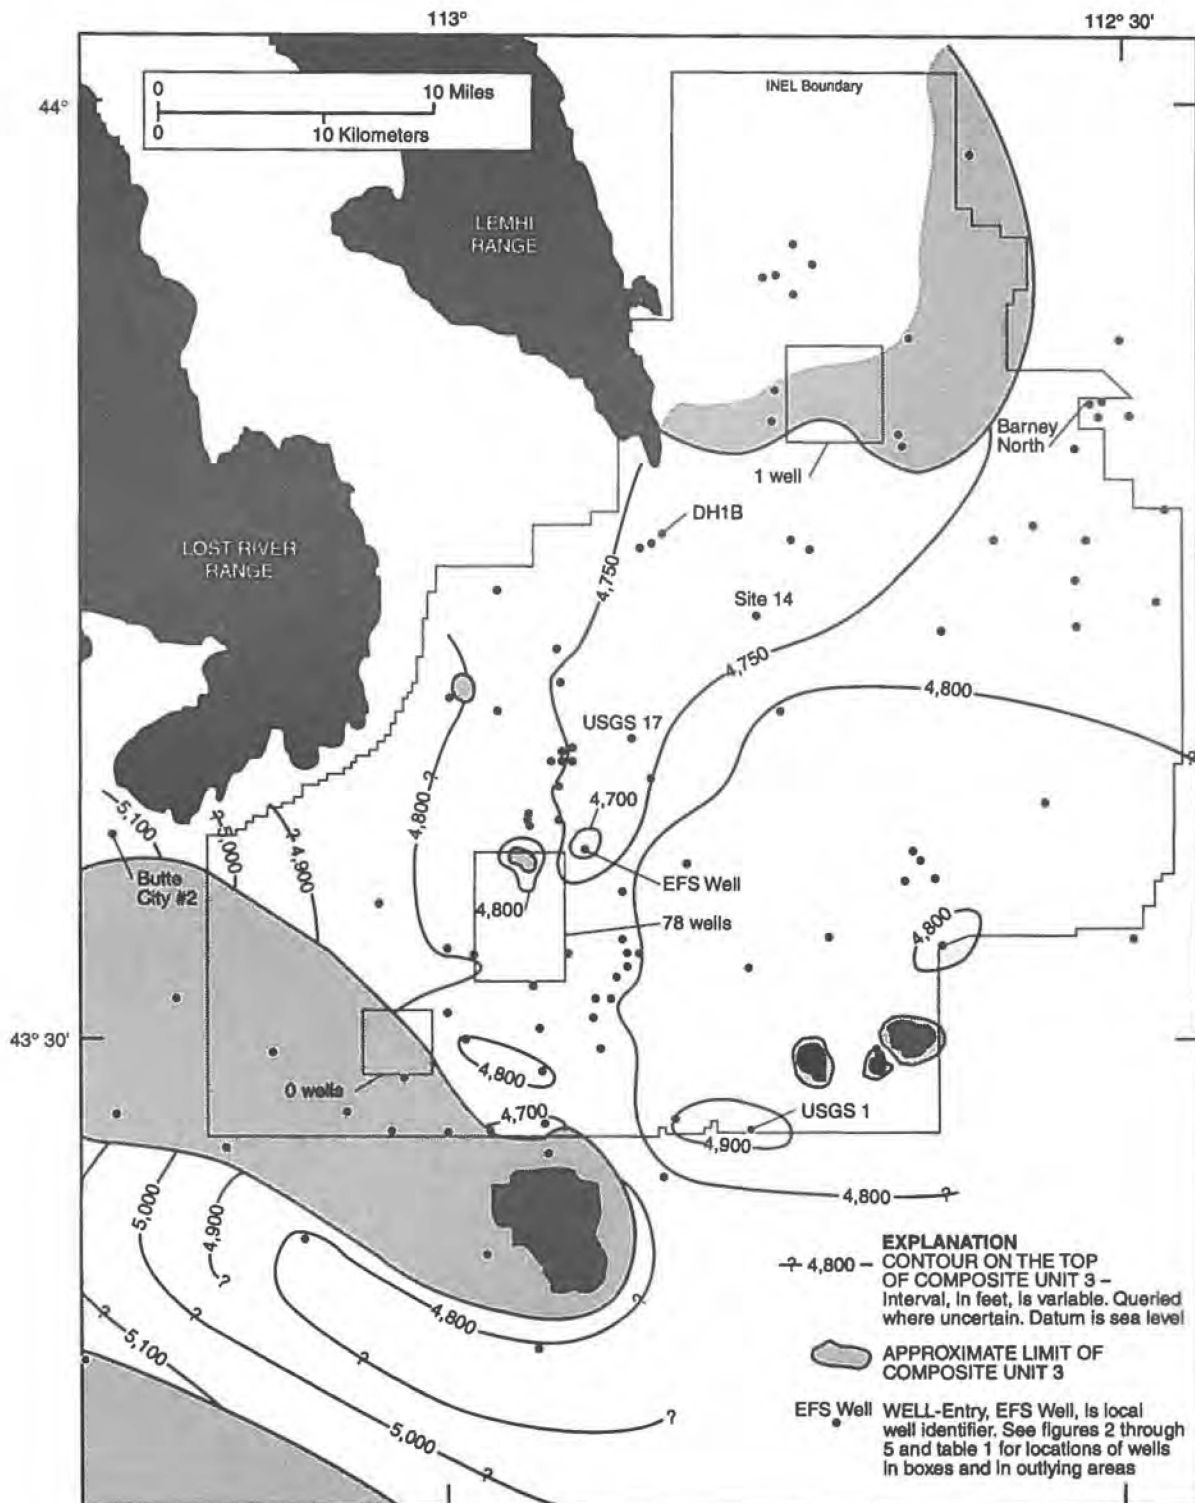 113°
112° 30'
44°
0
10 Miles
0
10 Kilometers
INEL Boundary
LEMHI
RANGE
Barney
North
1 well
DH1B
LOST RIVER
RANGE
4,750
Site 14
4,750
4,800
USGS 17
?
4,700
?
4,800
5,100
? 5,000
? 4,900
Butte
City #2
EFS Well
4,800
78 wells
4,800
43° 30'
4,800
0 wells
4,700
USGS 1
4,900
4,800
?
5,000
4,900
?
?
4,800
?
?
?
5,100
?
5,000
?
EXPLANATION
? 4,800 – CONTOUR ON THE TOP
OF COMPOSITE UNIT 3 –
Interval, in feet, is variable. Queried
where uncertain. Datum is sea level
APPROXIMATE LIMIT OF
COMPOSITE UNIT 3
EFS Well WELL-Entry, EFS Well, is local
well identifier. See figures 2 through
5 and table 1 for locations of wells
in boxes and in outlying areas